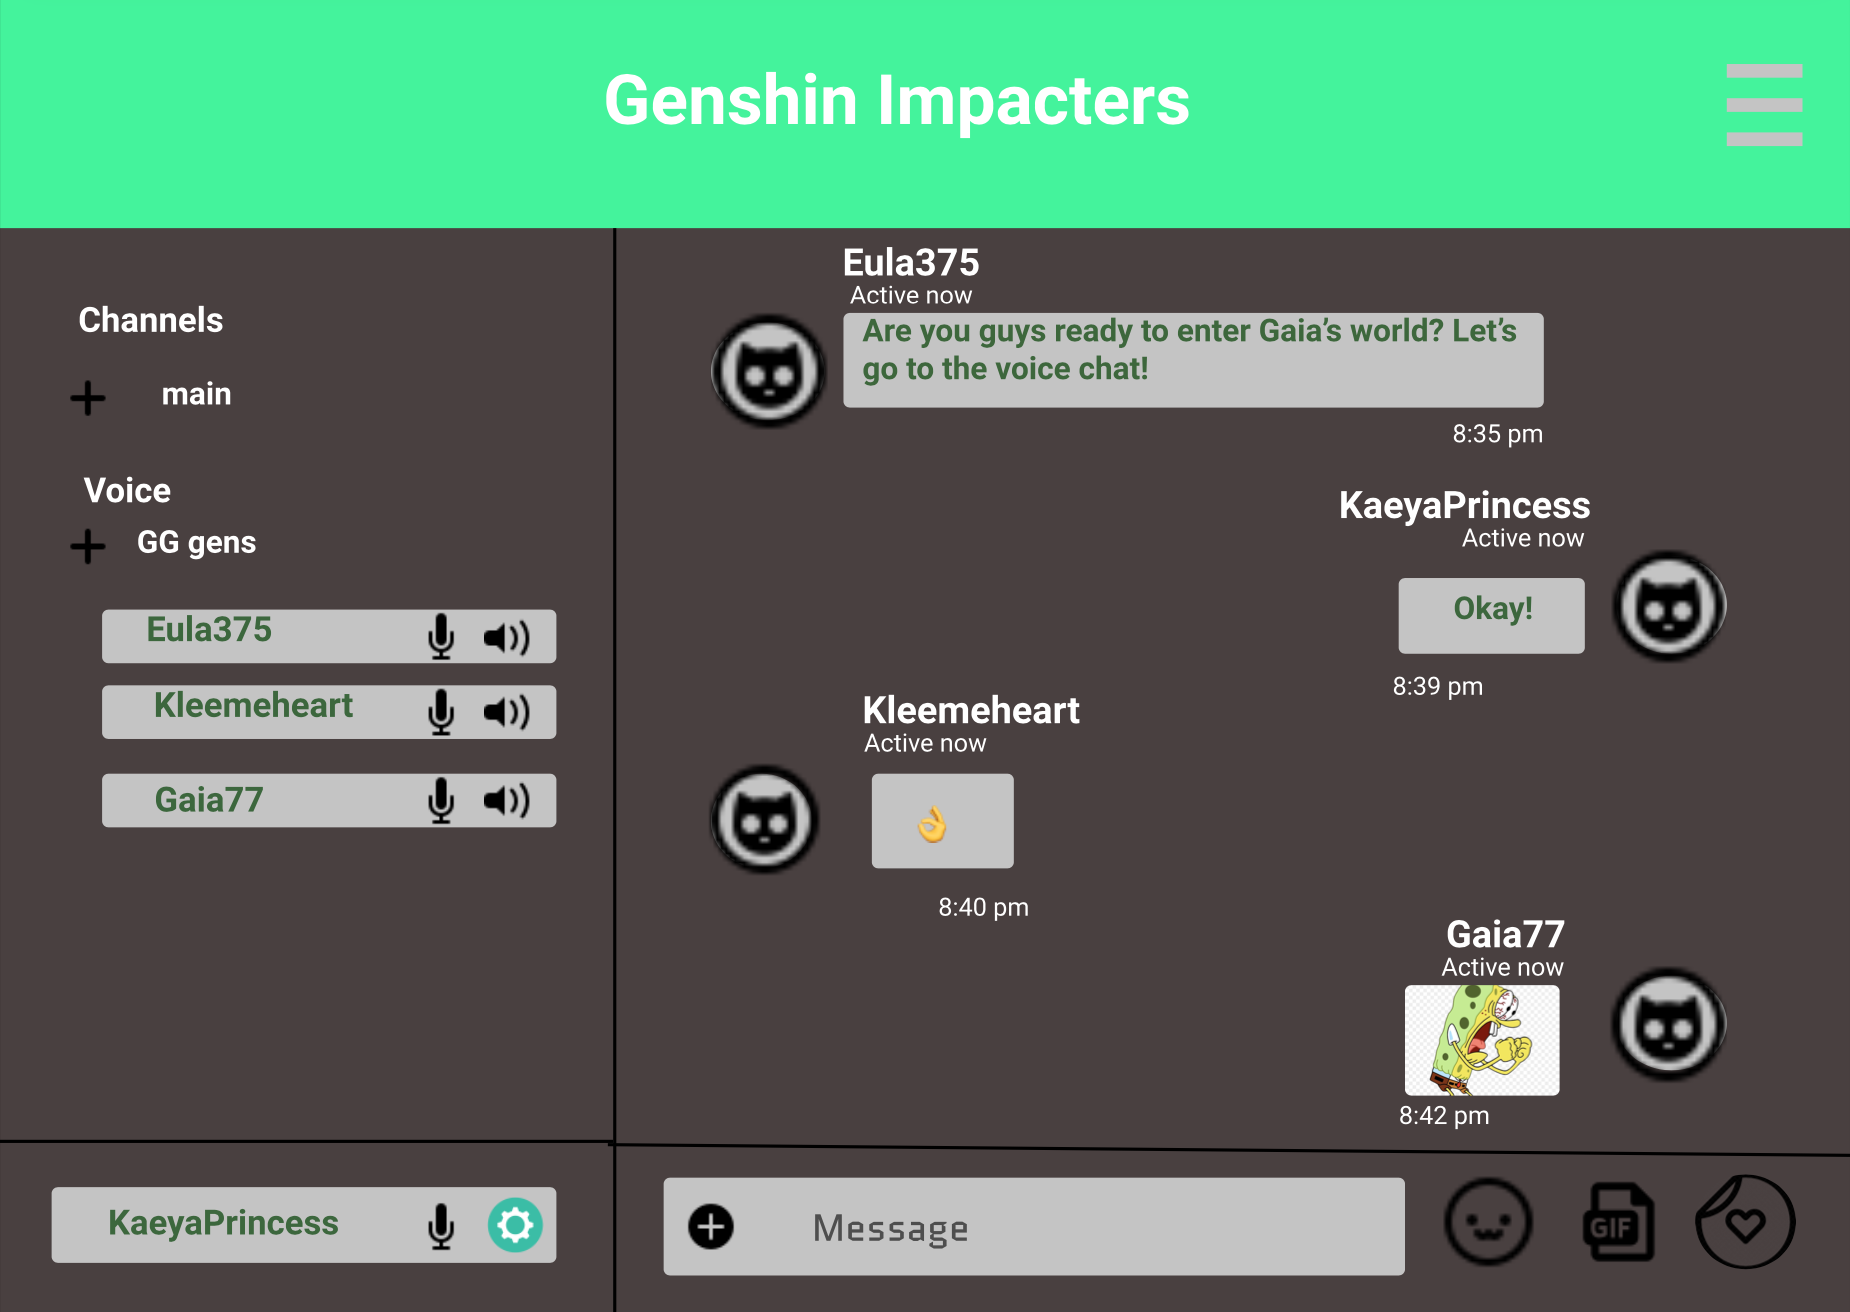 Genshin Impacters
Channels
main
Voice
GG gens
Eula375
Kleemeheart
Gaia77
KaeyaPrincess
Eula375
Active now
Are you guys ready to enter Gaia’s world? Let’s
go to the voice chat!
8:35 pm
KaeyaPrincess
Active now
Okay!
8:39 pm
Kleemeheart
Active now
👌
8:40 pm
Gaia77
Active now
8:42 pm
Message
GIF